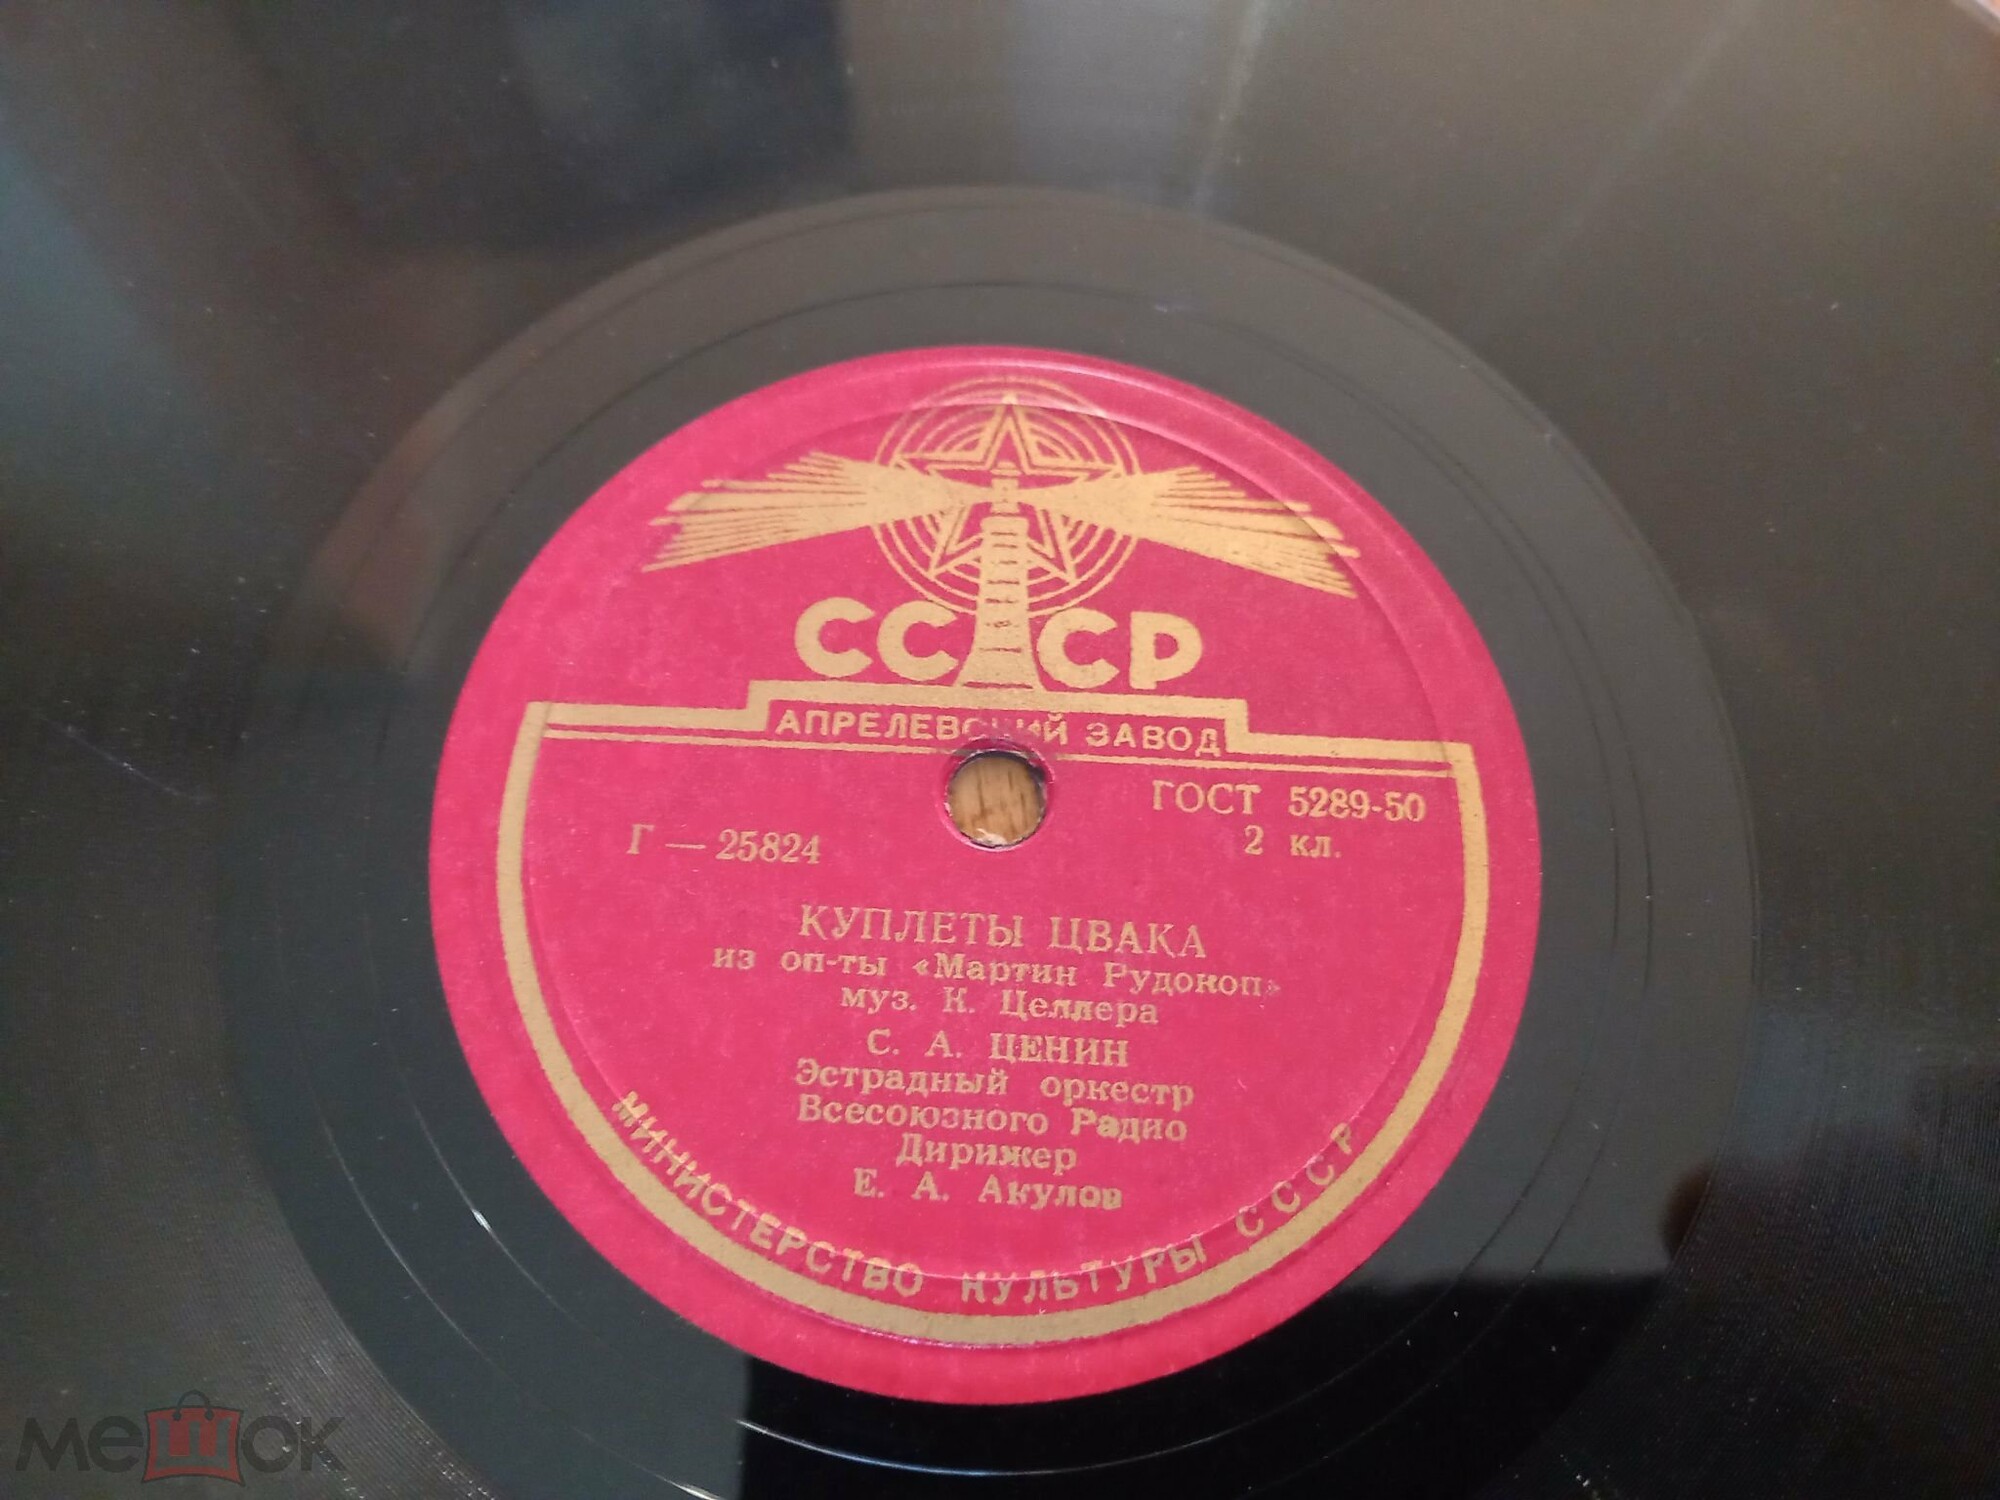 СССР
АПРЕЛЕВСКИЙ ЗАВОД
ГОСТ 5289-50
Г — 25824
2 кл.
КУПЛЕТЫ ЦВАКА
из оп-ты «Мартин Рудокоп»
муз. К. Целлера
С. А. ЦЕНИН
Эстрадный оркестр
Всесоюзного Радио
Дирижер
Е. А. Акулов
МИНИСТЕРСТВО КУЛЬТУРЫ СССР
мешок